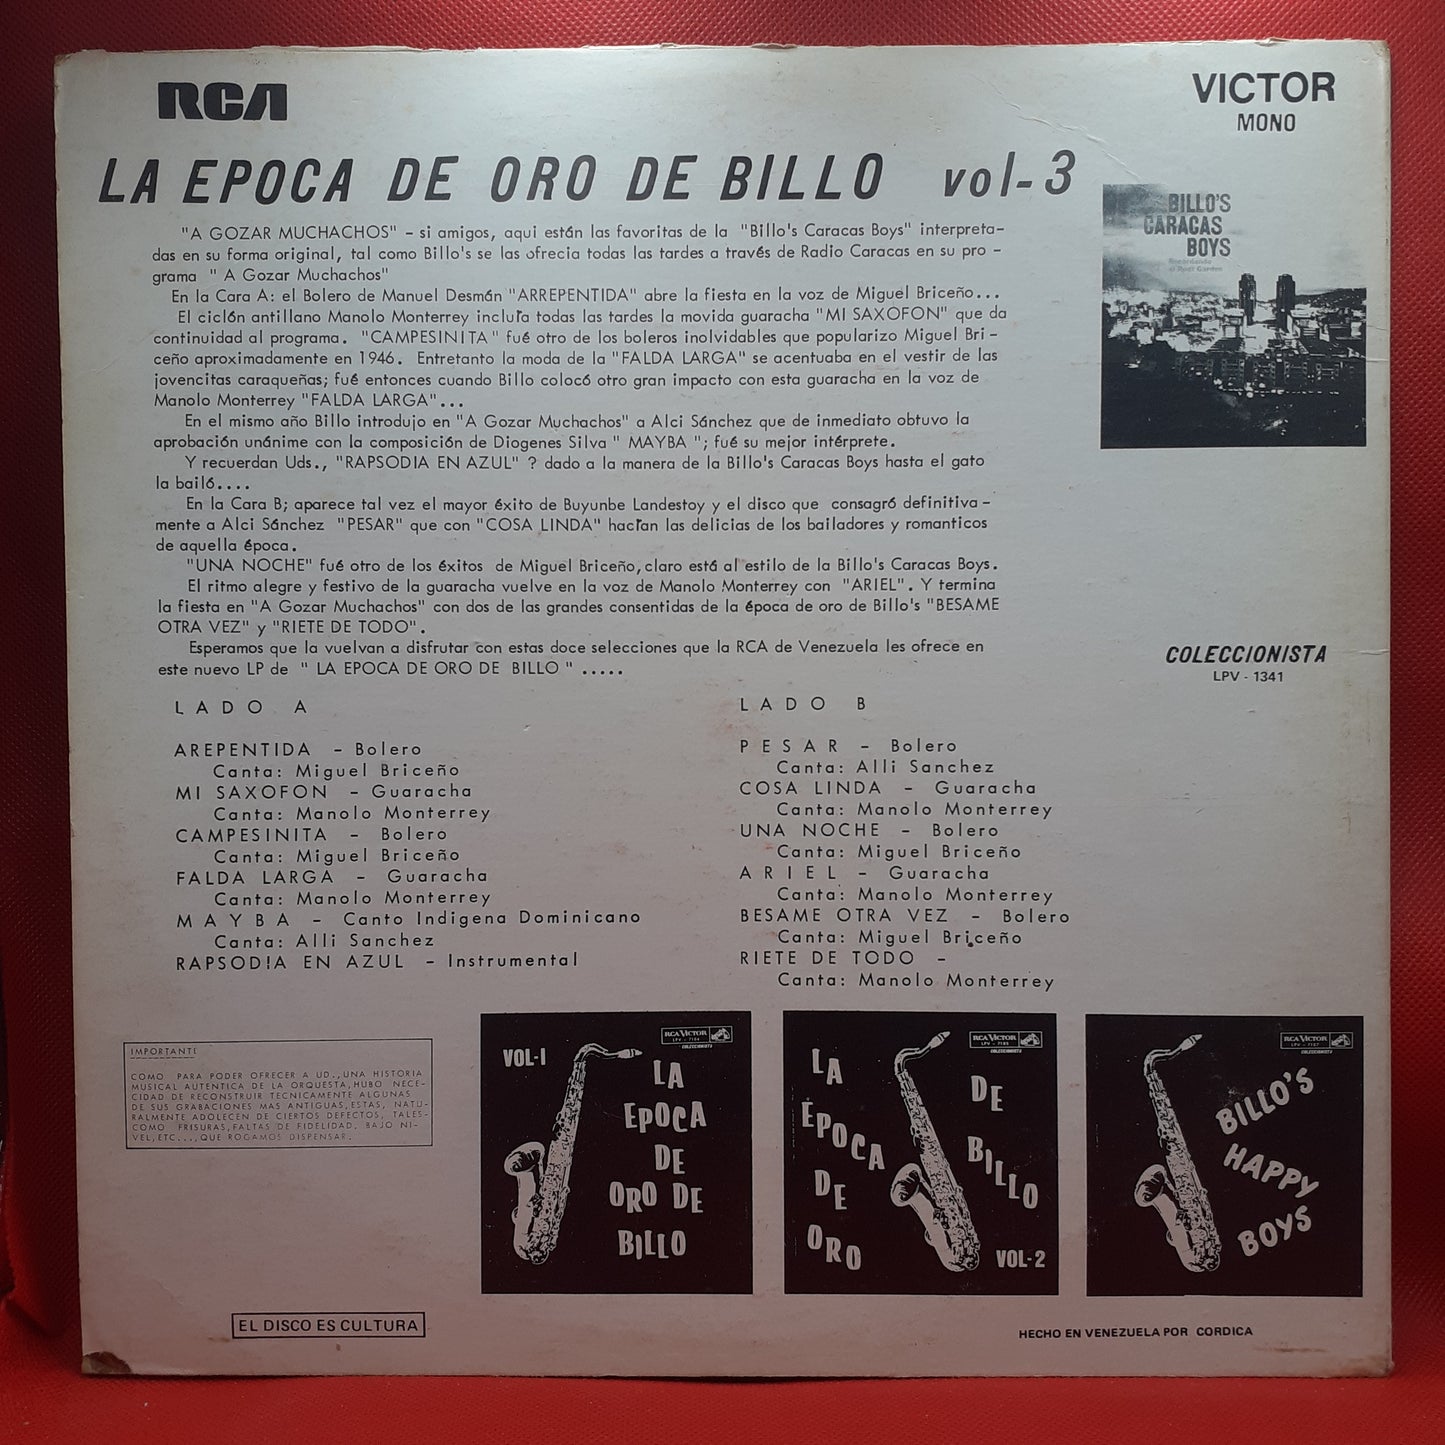 RCA
VICTOR
MONO
LA EPOCA DE ORO DE BILLO vol-3
BILLO'S
CARACAS
BOYS
Recordando
el Roof Garden
"A GOZAR MUCHACHOS" - si amigos, aqui están las favoritas de la "Billo's Caracas Boys" interpreta-
das en su forma original, tal como Billo's se las ofrecia todas las tardes a través de Radio Caracas en su pro -
grama " A Gozar Muchachos"
En la Cara A: el Bolero de Manuel Desmán "ARREPENTIDA" abre la fiesta en la voz de Miguel Briceño...
El ciclón antillano Manolo Monterrey incluía todas las tardes la movida guaracha "MI SAXOFON" que da
continuidad al programa. "CAMPESINITA" fué otro de los boleros inolvidables que popularizo Miguel Bri -
ceño aproximadamente en 1946. Entretanto la moda de la "FALDA LARGA" se acentuaba en el vestir de las
jovencitas caraqueñas; fué entonces cuando Billo colocó otro gran impacto con esta guaracha en la voz de
Manolo Monterrey "FALDA LARGA"...
En el mismo año Billo introdujo en "A Gozar Muchachos" a Alci Sánchez que de inmediato obtuvo la
aprobación unánime con la composición de Diogenes Silva " MAYBA "; fué su mejor intérprete.
Y recuerdan Uds., "RAPSODIA EN AZUL" ? dado a la manera de la Billo's Caracas Boys hasta el gato
la bailó....
En la Cara B; aparece tal vez el mayor éxito de Buyunbe Landestoy y el disco que consagró definitiva -
mente a Alci Sánchez "PESAR" que con "COSA LINDA" hacían las delicias de los bailadores y romanticos
de aquella época.
"UNA NOCHE" fué otro de los éxitos de Miguel Briceño, claro está al estilo de la Billo's Caracas Boys.
El ritmo alegre y festivo de la guaracha vuelve en la voz de Manolo Monterrey con "ARIEL". Y termina
la fiesta en "A Gozar Muchachos" con dos de las grandes consentidas de la época de oro de Billo's "BESAME
OTRA VEZ" y "RIETE DE TODO".
Esperamos que la vuelvan a disfrutar con estas doce selecciones que la RCA de Venezuela les ofrece en
este nuevo LP de " LA EPOCA DE ORO DE BILLO " .....
COLECCIONISTA
LPV - 1341
LADO A
AREPENTIDA - Bolero
Canta: Miguel Briceño
MI SAXOFON - Guaracha
Canta: Manolo Monterrey
CAMPESINITA - Bolero
Canta: Miguel Briceño
FALDA LARGA - Guaracha
Canta: Manolo Monterrey
MAYBA - Canto Indigena Dominicano
Canta: Alli Sanchez
RAPSODIA EN AZUL - Instrumental
LADO B
PESAR - Bolero
Canta: Alli Sanchez
COSA LINDA - Guaracha
Canta: Manolo Monterrey
UNA NOCHE - Bolero
Canta: Miguel Briceño
ARIEL - Guaracha
Canta: Manolo Monterrey
BESAME OTRA VEZ - Bolero
Canta: Miguel Briceño
RIETE DE TODO -
Canta: Manolo Monterrey
IMPORTANTE
COMO PARA PODER OFRECER A UD., UNA HISTORIA
MUSICAL AUTENTICA DE LA ORQUESTA, HUBO NECE-
CIDAD DE RECONSTRUIR TECNICAMENTE ALGUNAS
DE SUS GRABACIONES MAS ANTIGUAS, ESTAS, NATU-
RALMENTE ADOLECEN DE CIERTOS DEFECTOS, TALES-
COMO FRISURAS, FALTAS DE FIDELIDAD, BAJO NI-
VEL, ETC..., QUE ROGAMOS DISPENSAR.
RCA VICTOR
LPV - 7184
COLECCIONISTA
VOL-1
LA
EPOCA
DE
ORO DE
BILLO
RCA VICTOR
LPV - 7185
COLECCIONISTA
LA
EPOCA
DE
ORO
DE
BILLO
VOL-2
RCA VICTOR
LPV - 7187
COLECCIONISTA
BILLO'S
HAPPY
BOYS
EL DISCO ES CULTURA
HECHO EN VENEZUELA POR CORDICA